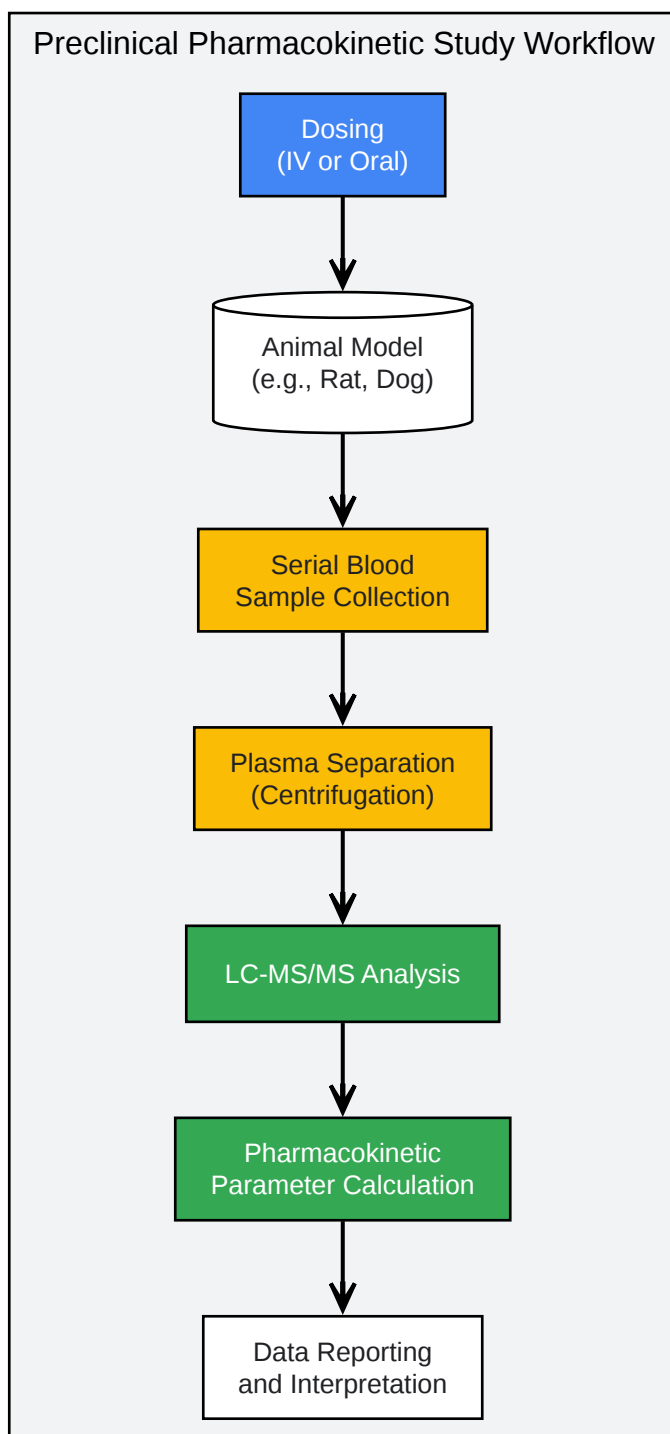 Preclinical Pharmacokinetic Study Workflow
Dosing
(IV or Oral)
Animal Model
(e.g., Rat, Dog)
Serial Blood
Sample Collection
Plasma Separation
(Centrifugation)
LC-MS/MS Analysis
Pharmacokinetic
Parameter Calculation
Data Reporting
and Interpretation